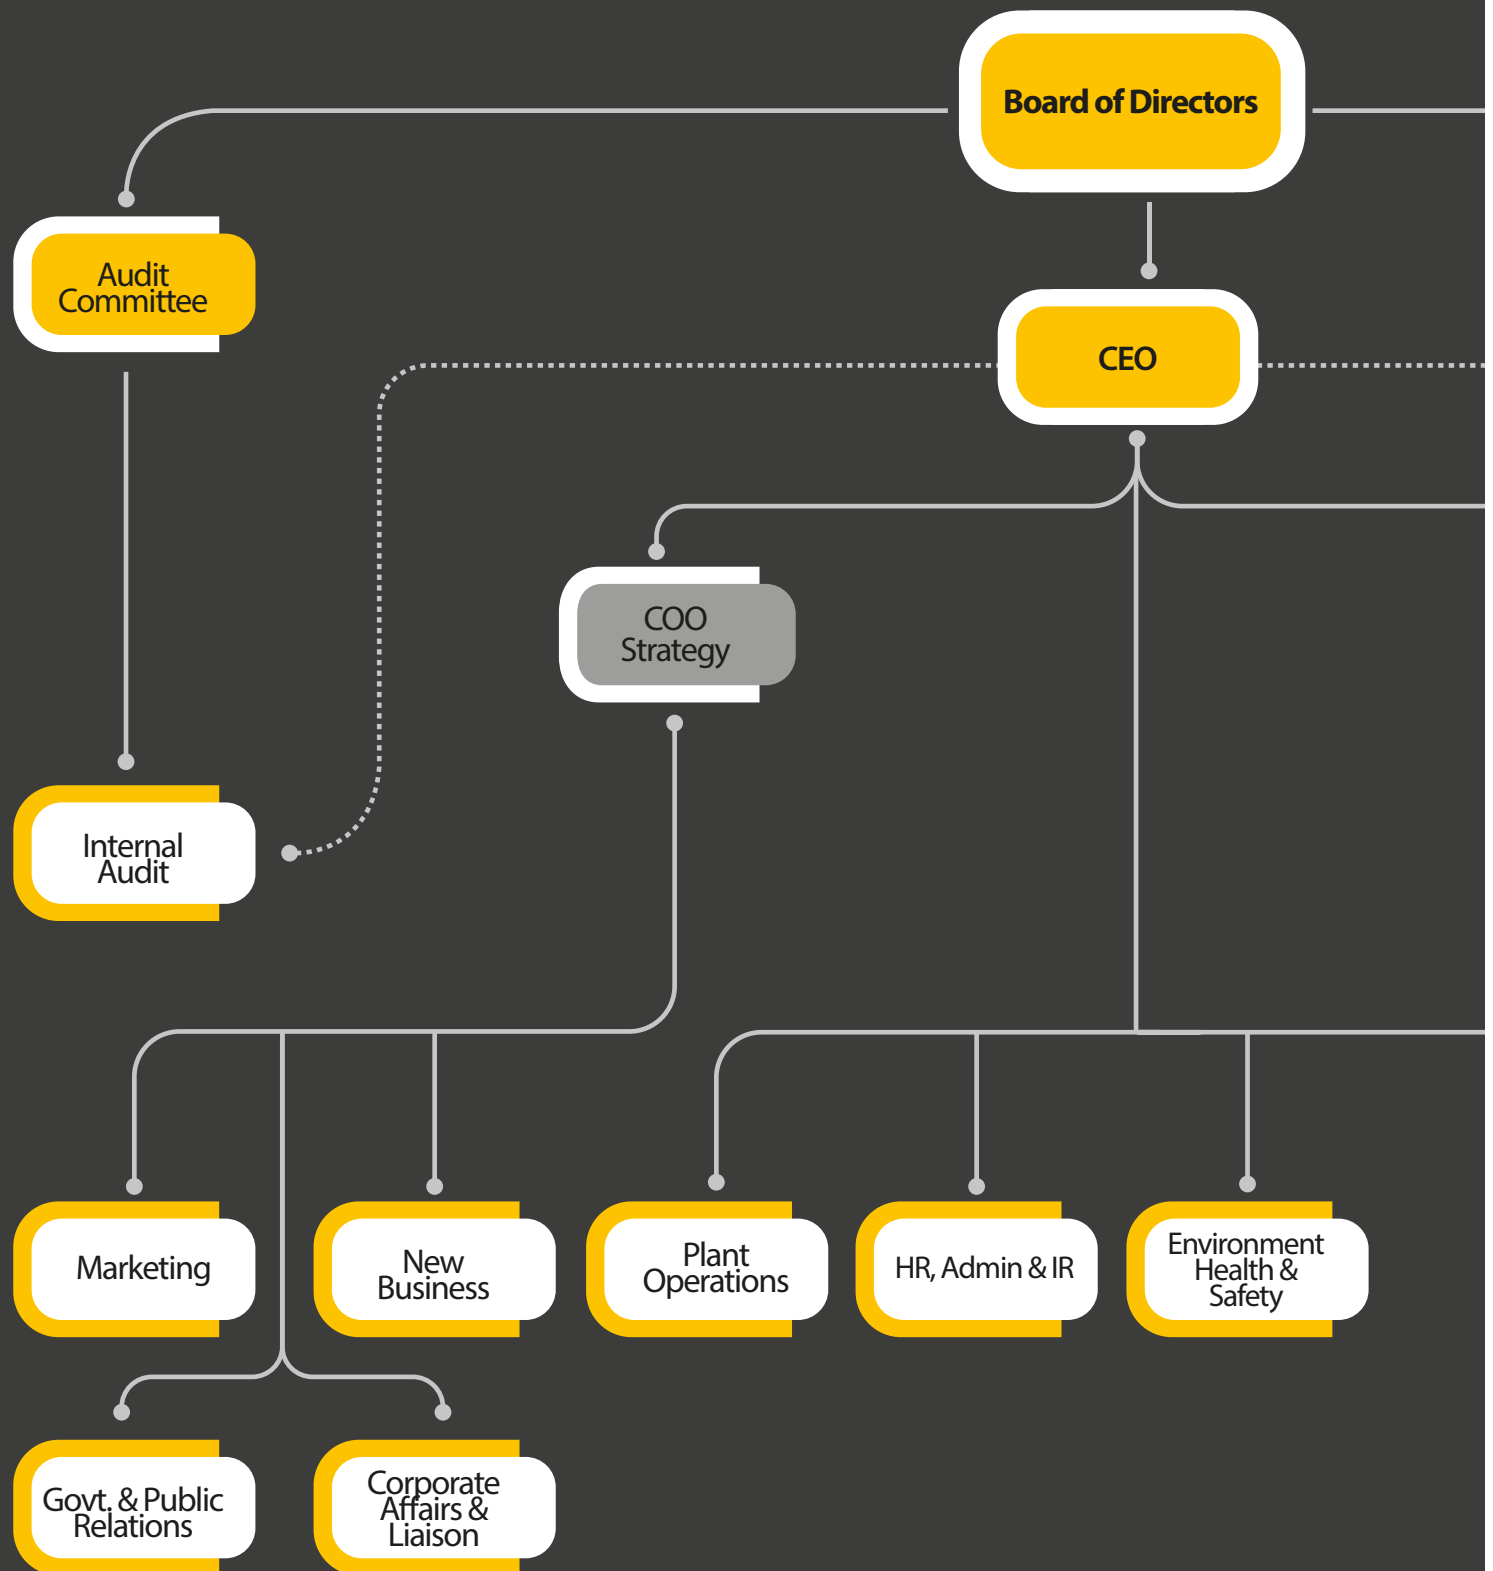 Board of Directors
Audit
Committee
CEO
COO
Strategy
Internal
Audit
Marketing
New
Business
Plant
Operations
HR, Admin & IR
Environment
Health &
Safety
Govt. & Public
Relations
Corporate
Affairs &
Liaison